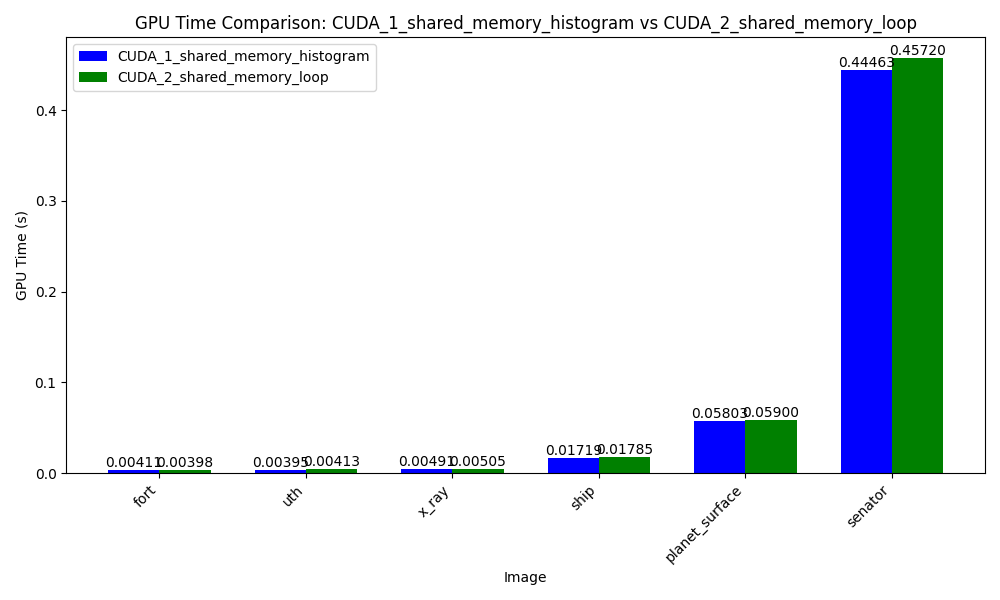 GPU Time Comparison: CUDA_1_shared_memory_histogram vs CUDA_2_shared_memory_loop
CUDA_1_shared_memory_histogram
CUDA_2_shared_memory_loop
GPU Time (s)
0.4
0.3
0.2
0.1
0.0
0.00411
0.00398
0.00395
0.00413
0.00491
0.00505
0.01719
0.01785
0.05803
0.05900
0.44463
0.45720
fort
uth
x_ray
ship
planet_surface
senator
Image